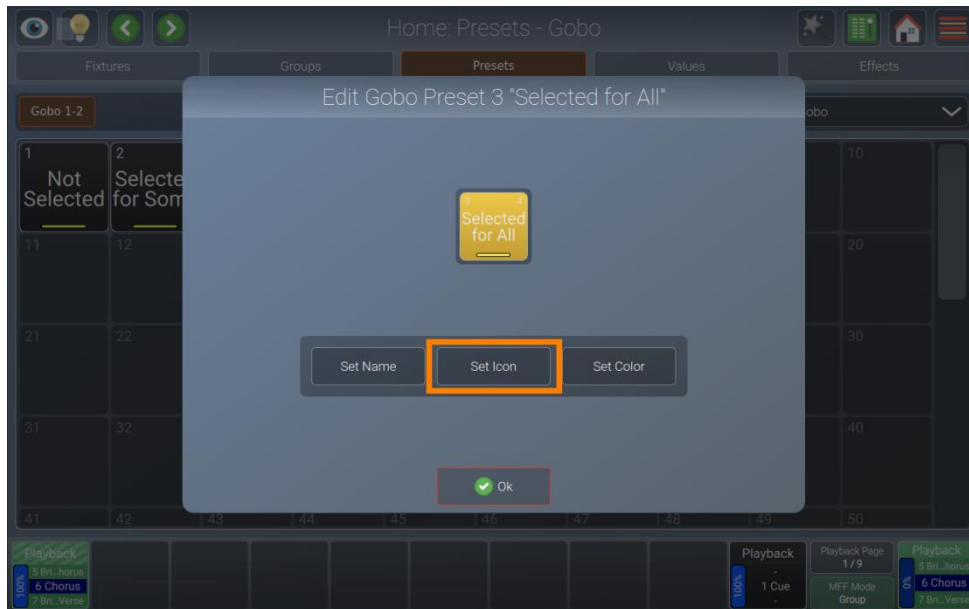 Home: Presets - Gobo
Fixtures
Groups
Presets
Values
Effects
Gobo 1-2
obo
Edit Gobo Preset 3 "Selected for All"
1
Not
Selected
2
Selecte
for Som
10
3 4
Selected
for All
11
12
20
21
22
30
Set Name
Set Icon
Set Color
31
32
40
Ok
41
42
43
44
45
46
47
48
49
50
Playback
100%
5 Bri...horus
6 Chorus
7 Bri...Verse
Playback
100%
-
1 Cue
-
Playback Page
1 / 9
MFF Mode
Group
Playback
0%
5 Bri...horus
6 Chorus
7 Bri...Verse